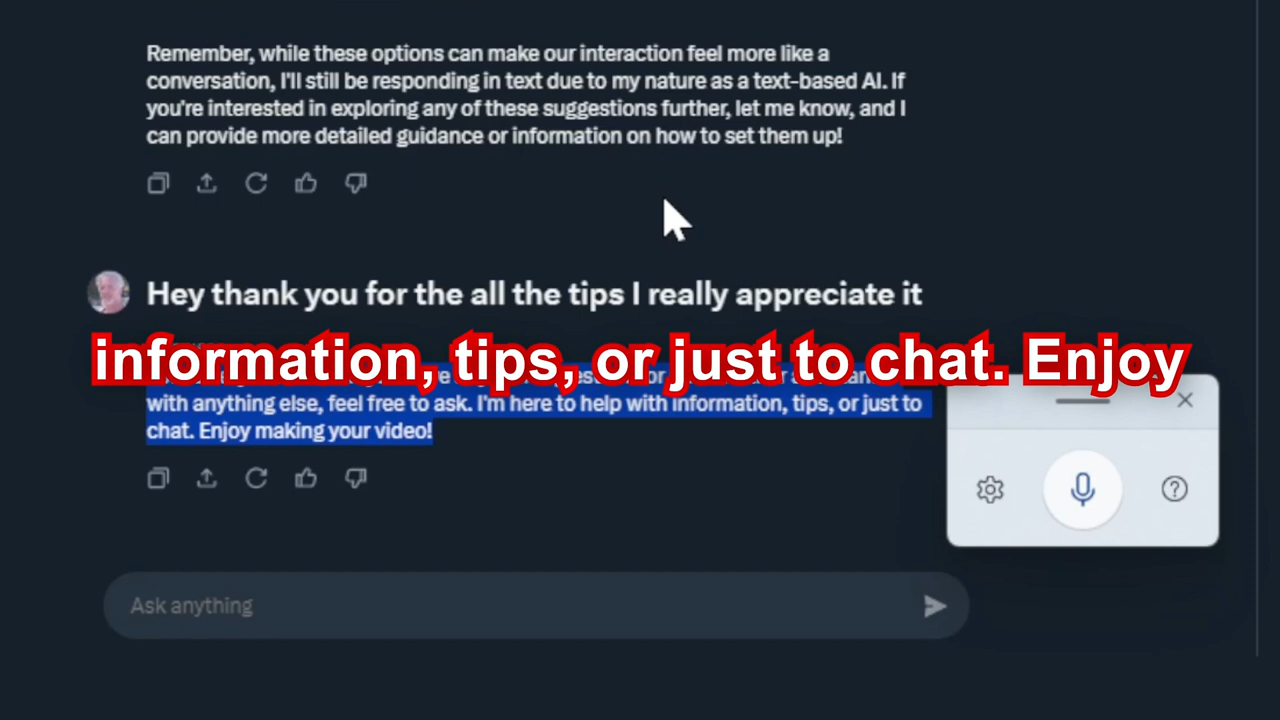 Remember, while these options can make our interaction feel more like a
conversation, I'll still be responding in text due to my nature as a text-based AI. If
you're interested in exploring any of these suggestions further, let me know, and I
can provide more detailed guidance or information on how to set them up!
Hey thank you for the all the tips I really appreciate it
information, tips, or just to chat. Enjoy
with anything else, feel free to ask. I'm here to help with information, tips, or just to
chat. Enjoy making your video!
Ask anything